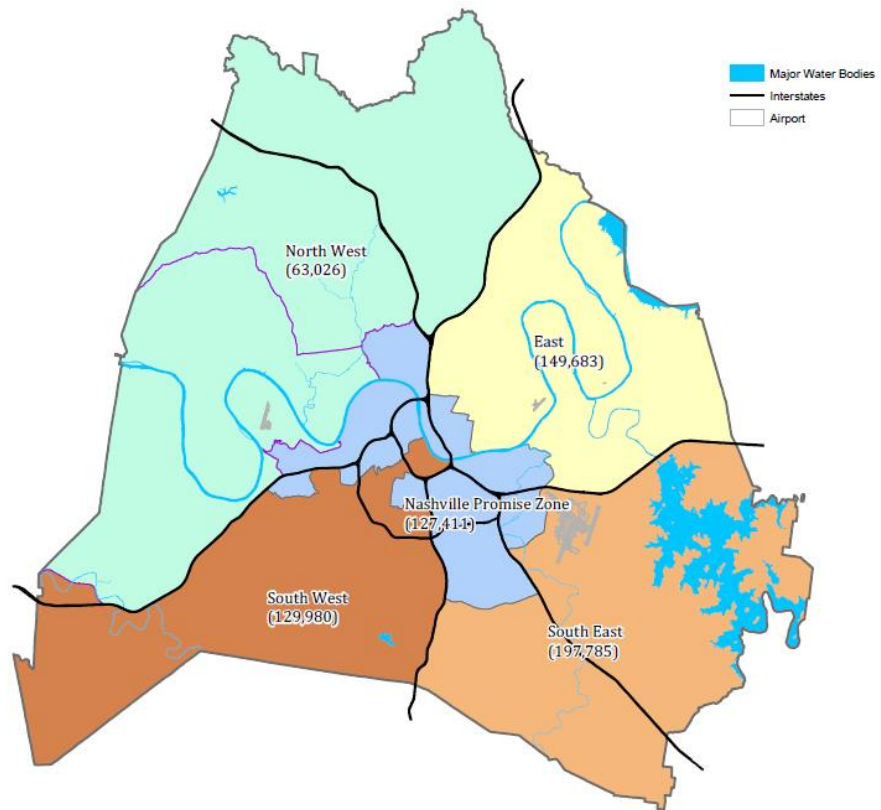 Major Water Bodies
Interstates
Airport
North West
(63,026)
East
(149,683)
Nashville Promise Zone
(127,411)
South West
(129,980)
South East
(197,785)